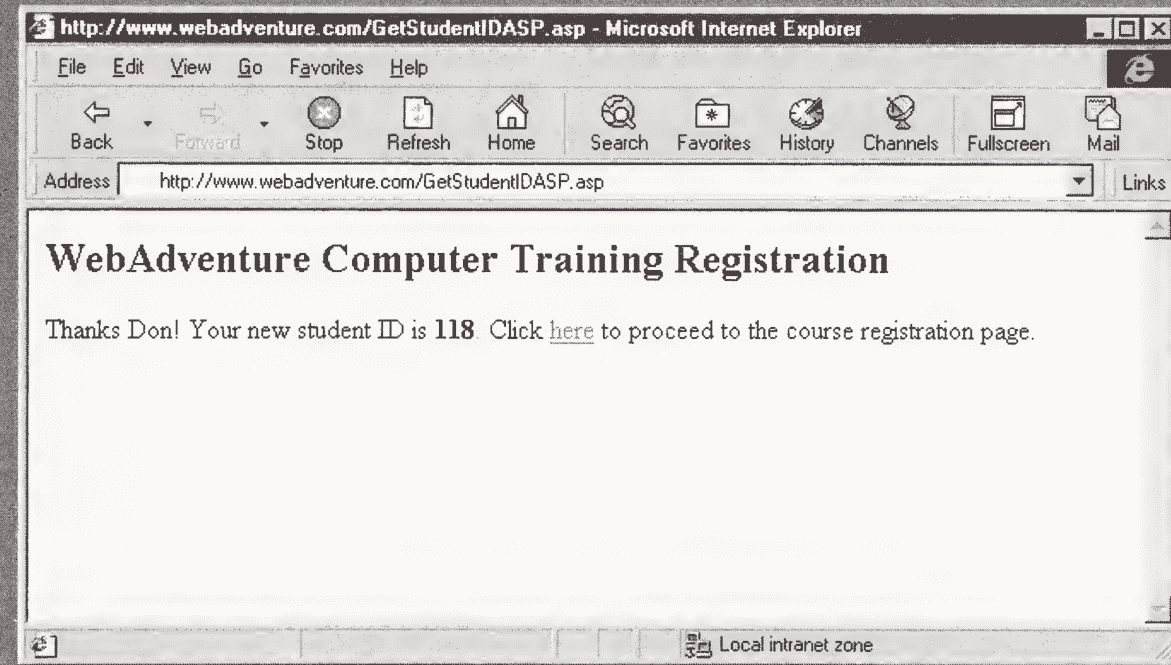 http://www.webadventure.com/GetStudentIDASP.asp - Microsoft Internet Explorer
File Edit View Go Favorites Help
Back Forward Stop Refresh Home Search Favorites History Channels Fullscreen Mail
Address http://www.webadventure.com/GetStudentIDASP.asp Links
WebAdventure Computer Training Registration
Thanks Don! Your new student ID is 118. Click here to proceed to the course registration page.
Local intranet zone